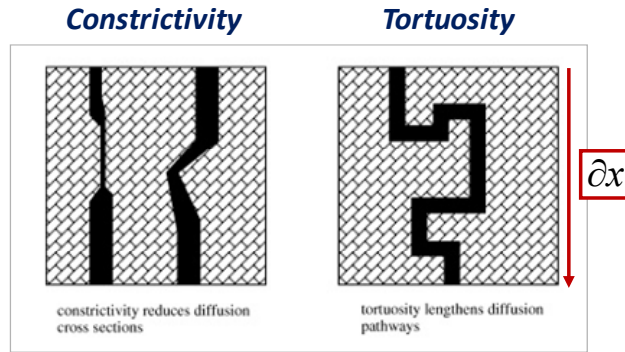 Constrictivity
Tortuosity
∂x
constrictivity reduces diffusion
cross sections
tortuosity lengthens diffusion
pathways